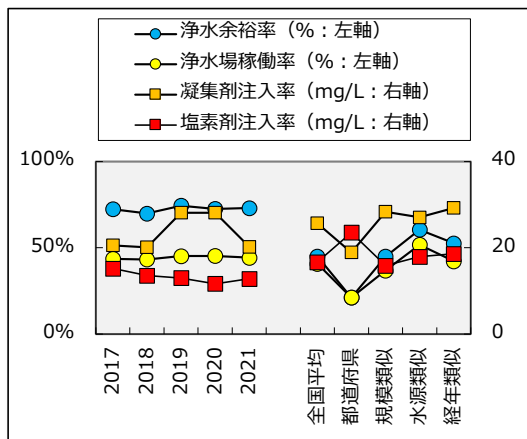 浄水余裕率(%:左軸)
浄水場稼働率(%:左軸)
凝集剤注入率(mg/L:右軸)
塩素剤注入率(mg/L:右軸)
100%
50%
0%
40
20
0
2017
2018
2019
2020
2021
全国平均
都道府県
規模類似
水源類似
経年類似